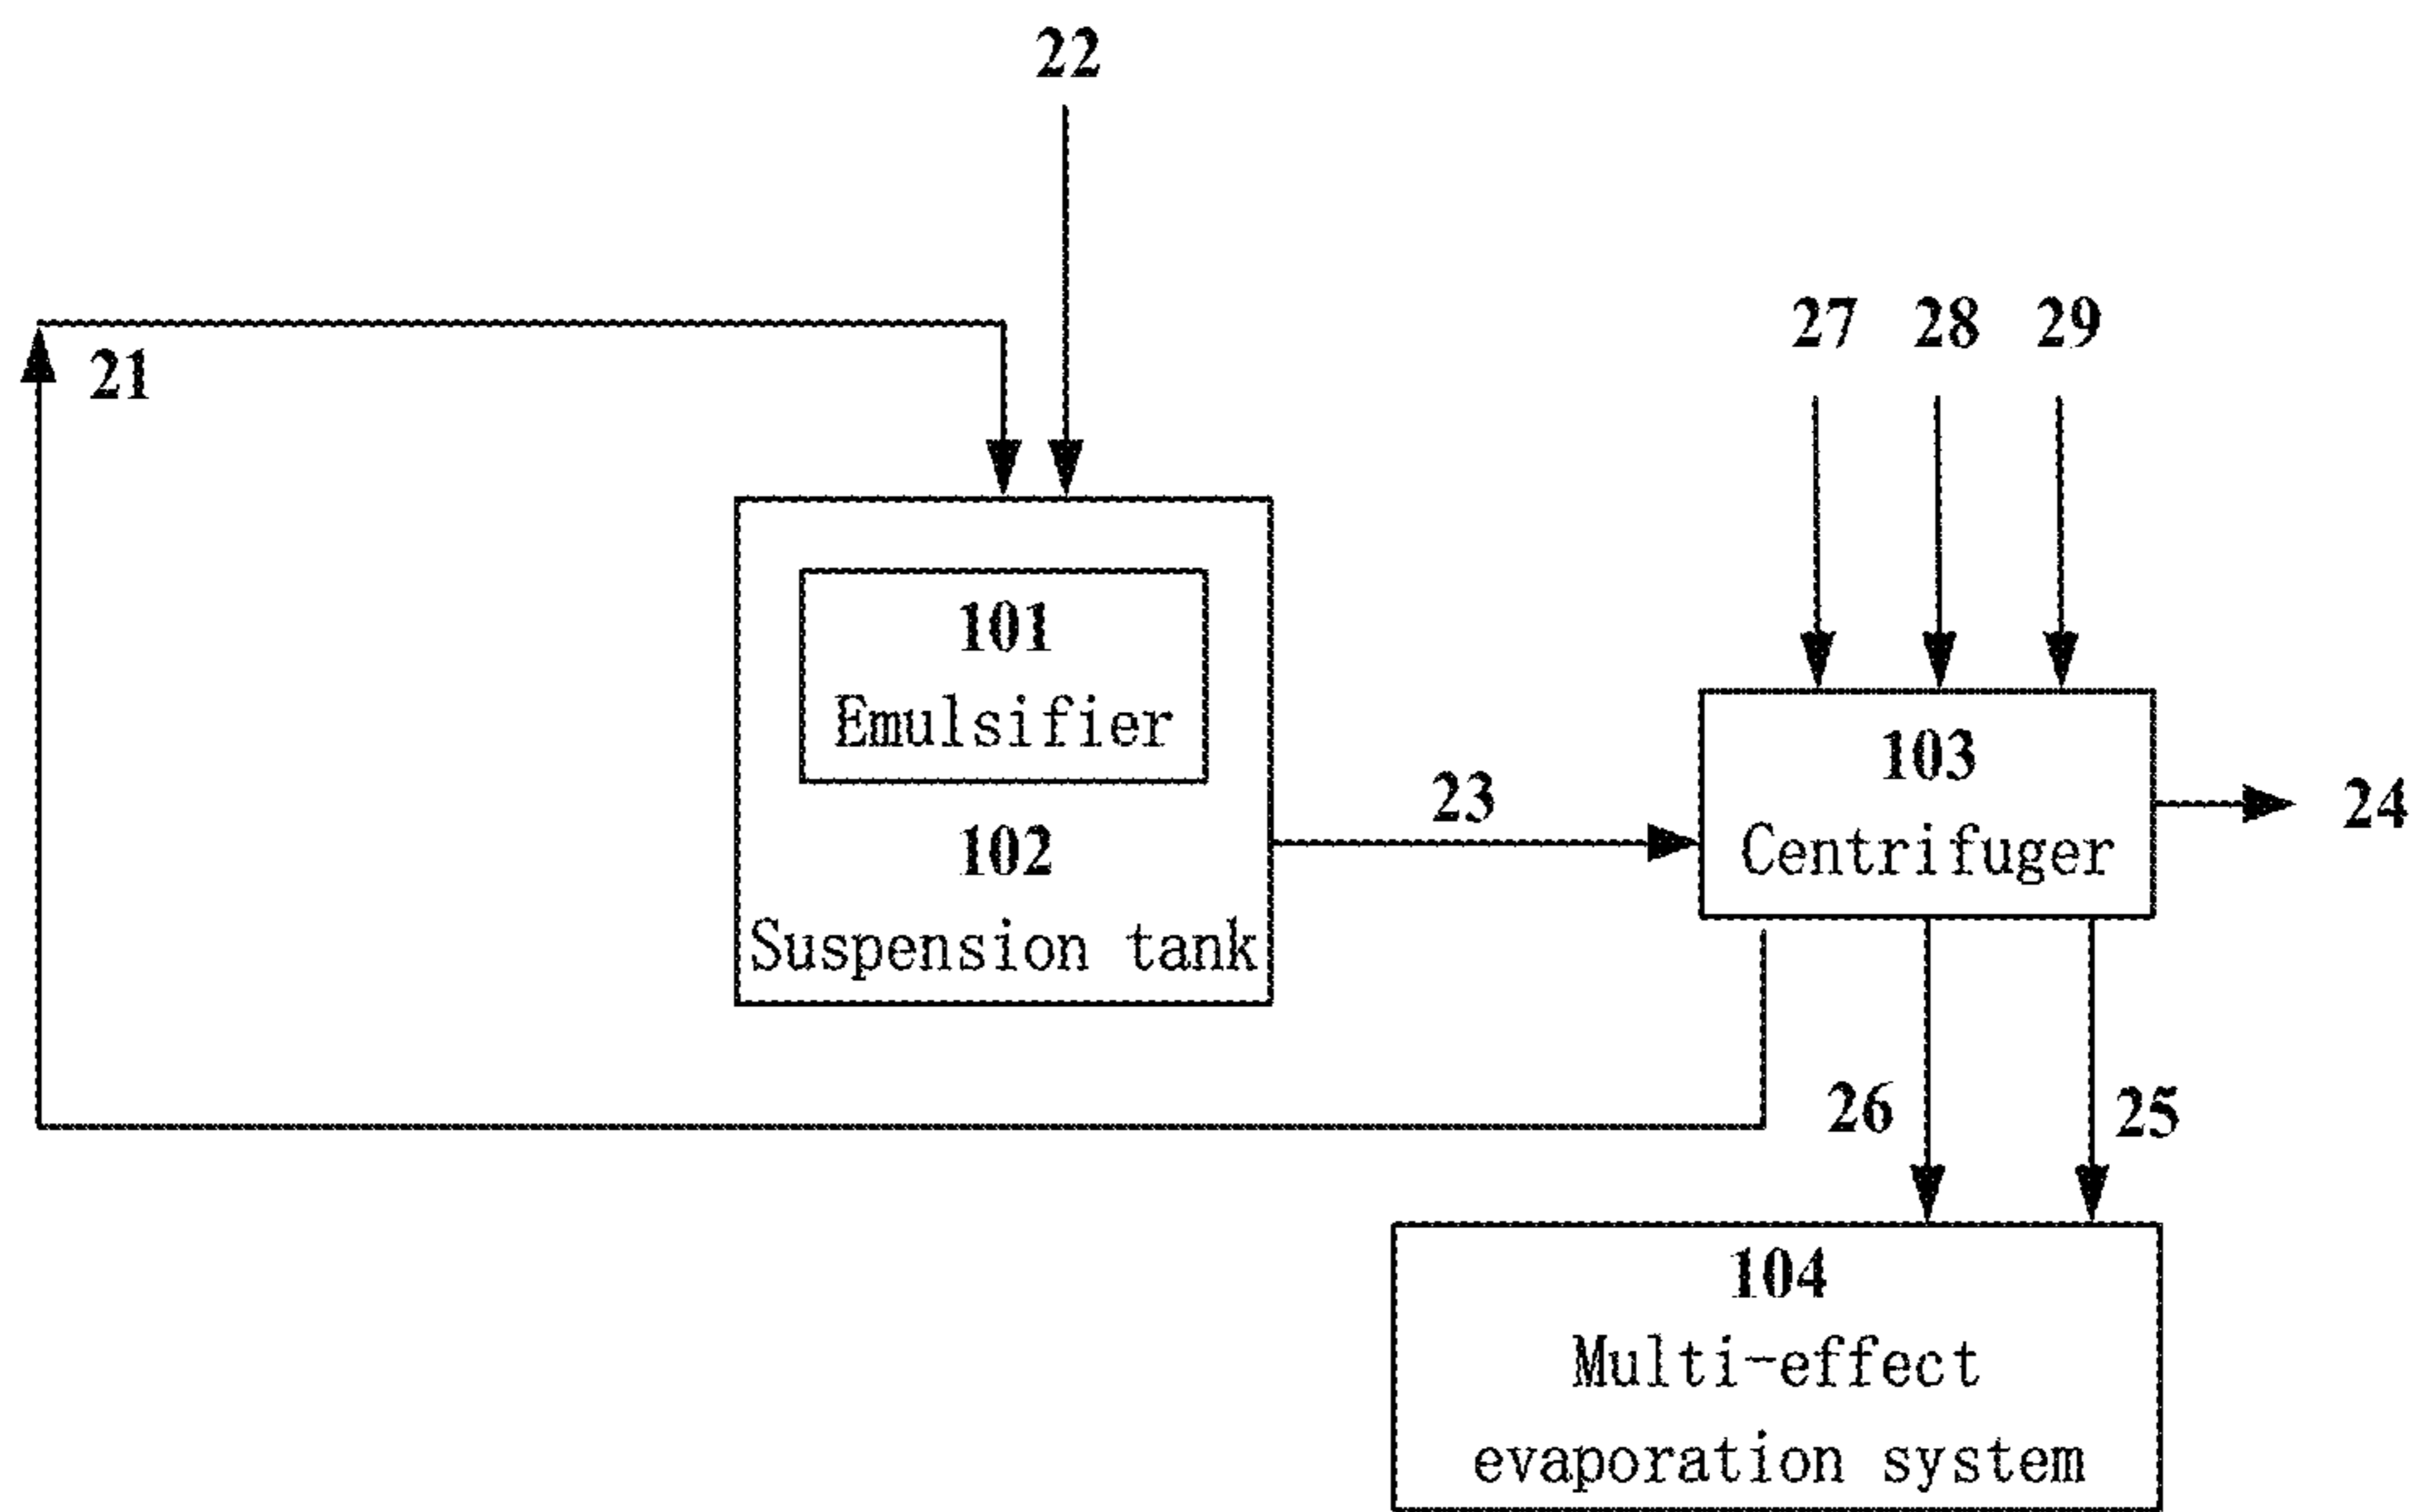 22
21
27 28 29
101
Emulsifier
102
Suspension tank
23
103
Centrifuger
24
26
25
104
Multi-effect
evaporation system